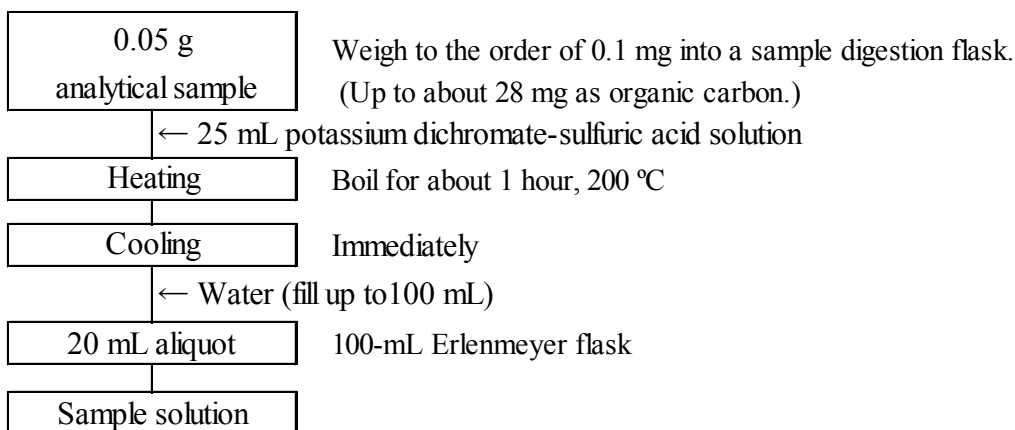 0.05 g
analytical sample
Weigh to the order of 0.1 mg into a sample digestion flask.
(Up to about 28 mg as organic carbon.)
← 25 mL potassium dichromate-sulfuric acid solution
Heating
Boil for about 1 hour, 200 ºC
Cooling
Immediately
← Water (fill up to100 mL)
20 mL aliquot
100-mL Erlenmeyer flask
Sample solution